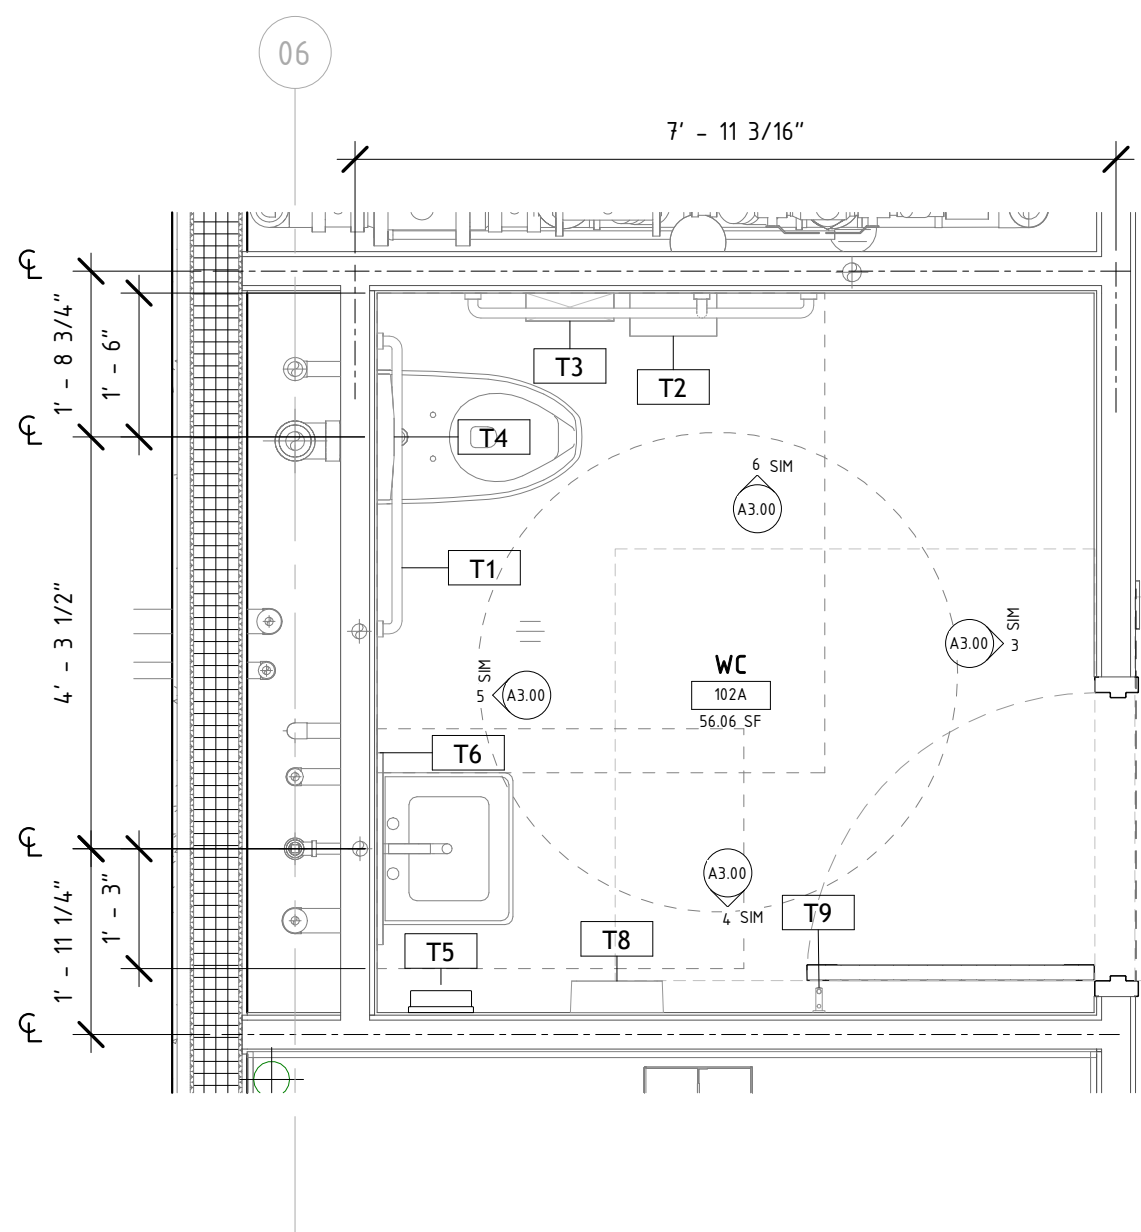 06
7' - 11 3/16"
℄
1' - 8 3/4"
1' - 6"
℄
T3
T2
T4
6 SIM
A3.00
T1
4' - 3 1/2"
SIM
A3.00
3
WC
102A
56.06 SF
SIM
5
A3.00
T6
℄
A3.00
4 SIM
T9
1' - 3"
1' - 11 1/4"
T8
T5
℄